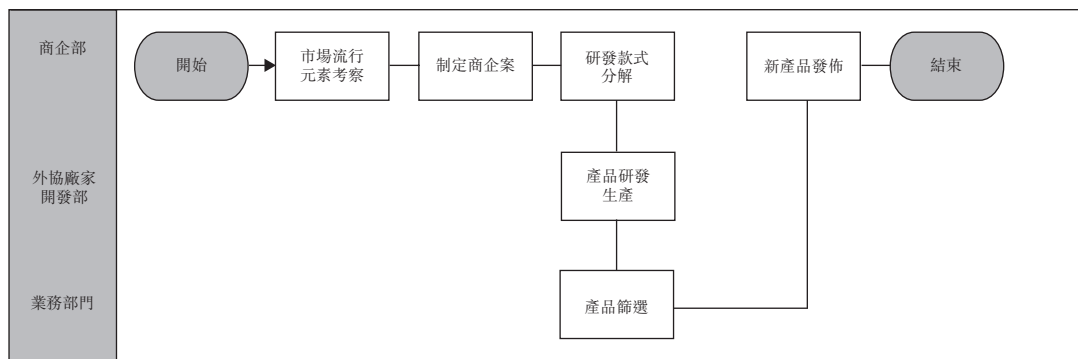 商企部
開始
市場流行
元素考察
制定商企案
研發款式
分解
新產品發佈
結束
外協廠家
開發部
產品研發
生產
業務部門
產品篩選